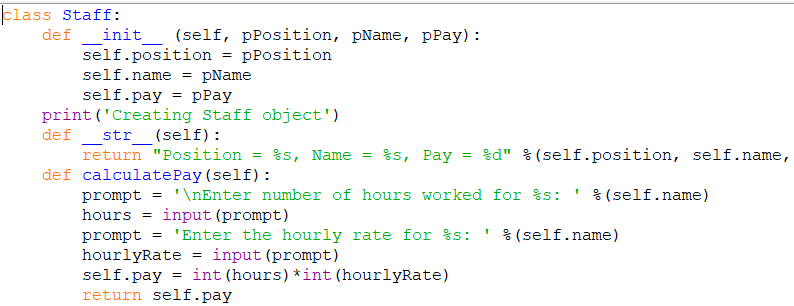 class Staff:
    def __init__ (self, pPosition, pName, pPay):
        self.position = pPosition
        self.name = pName
        self.pay = pPay
    print('Creating Staff object')
    def __str__(self):
        return "Position = %s, Name = %s, Pay = %d" %(self.position, self.name,
    def calculatePay(self):
        prompt = '\nEnter number of hours worked for %s: ' %(self.name)
        hours = input(prompt)
        prompt = 'Enter the hourly rate for %s: ' %(self.name)
        hourlyRate = input(prompt)
        self.pay = int(hours)*int(hourlyRate)
        return self.pay